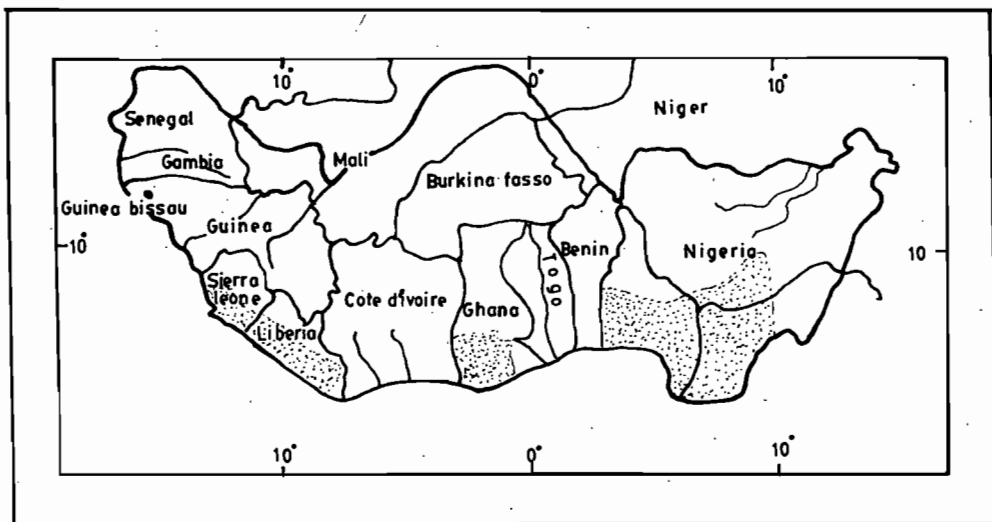 10°
0°
10°
Senegal
Niger
Gambia
Mali
Burkina fasso
Guinea bissau
Guinea
10°
Benin
Nigeria
10
Sierra
leone
Côte d'ivoire
Ghana
Togo
Liberia
10°
0°
10°